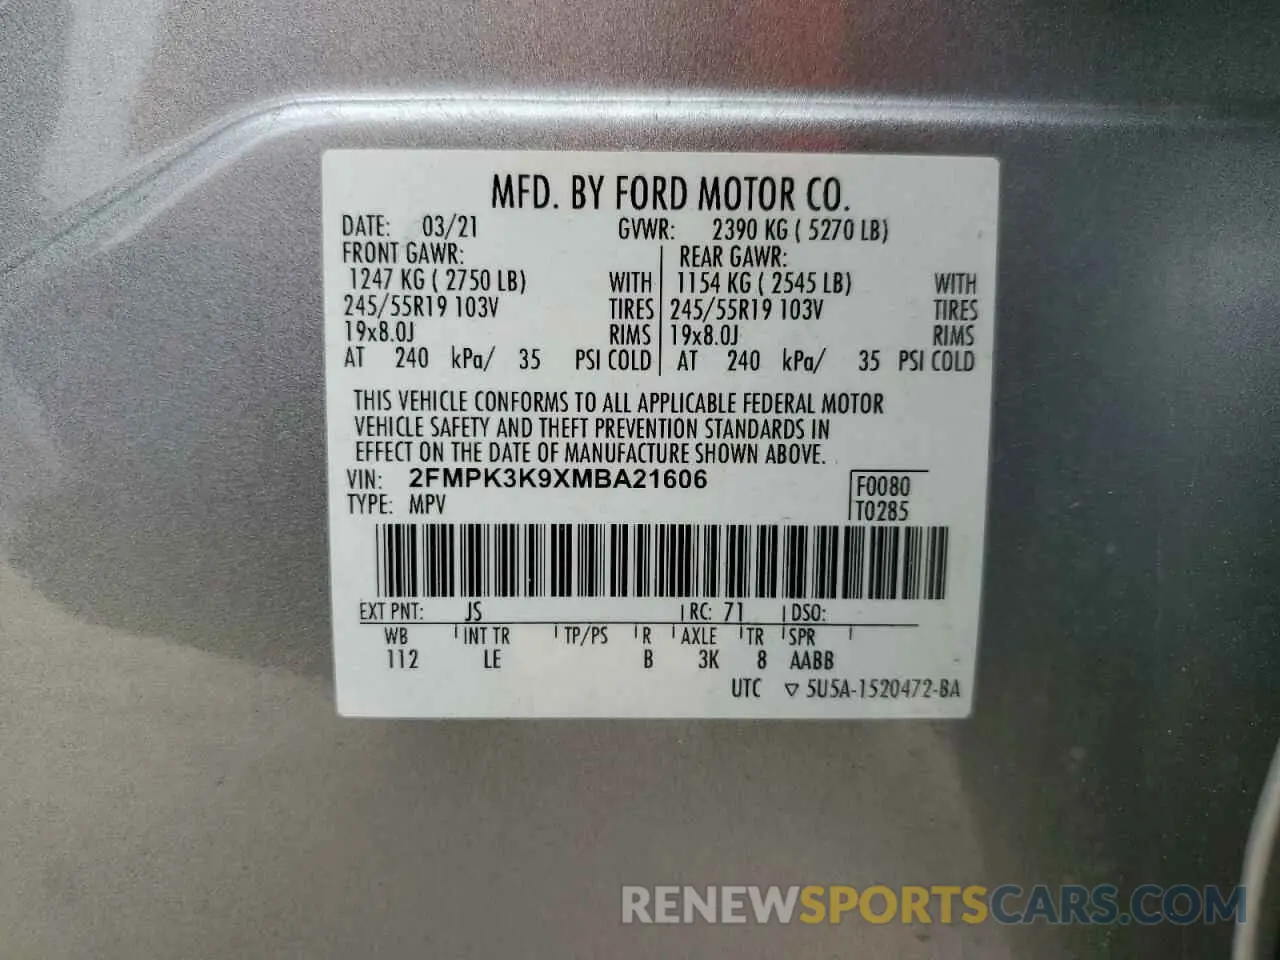 MFD. BY FORD MOTOR CO.
DATE: 03/21 GVWR: 2390 KG ( 5270 LB)
FRONT GAWR: REAR GAWR:
1247 KG ( 2750 LB) WITH 1154 KG ( 2545 LB) WITH
245/55R19 103V TIRES 245/55R19 103V TIRES
19x8.0J RIMS 19x8.0J RIMS
AT 240 kPa/ 35 PSI COLD AT 240 kPa/ 35 PSI COLD
THIS VEHICLE CONFORMS TO ALL APPLICABLE FEDERAL MOTOR
VEHICLE SAFETY AND THEFT PREVENTION STANDARDS IN
EFFECT ON THE DATE OF MANUFACTURE SHOWN ABOVE.
VIN: 2FMPK3K9XMBA21606 F0080
TYPE: MPV T0285
EXT PNT: JS RC: 71 DSO:
WB INT TR TP/PS R AXLE TR SPR
112 LE B 3K 8 AABB
UTC ▽ 5U5A-1520472-BA
RENEWSPORTSCARS.COM